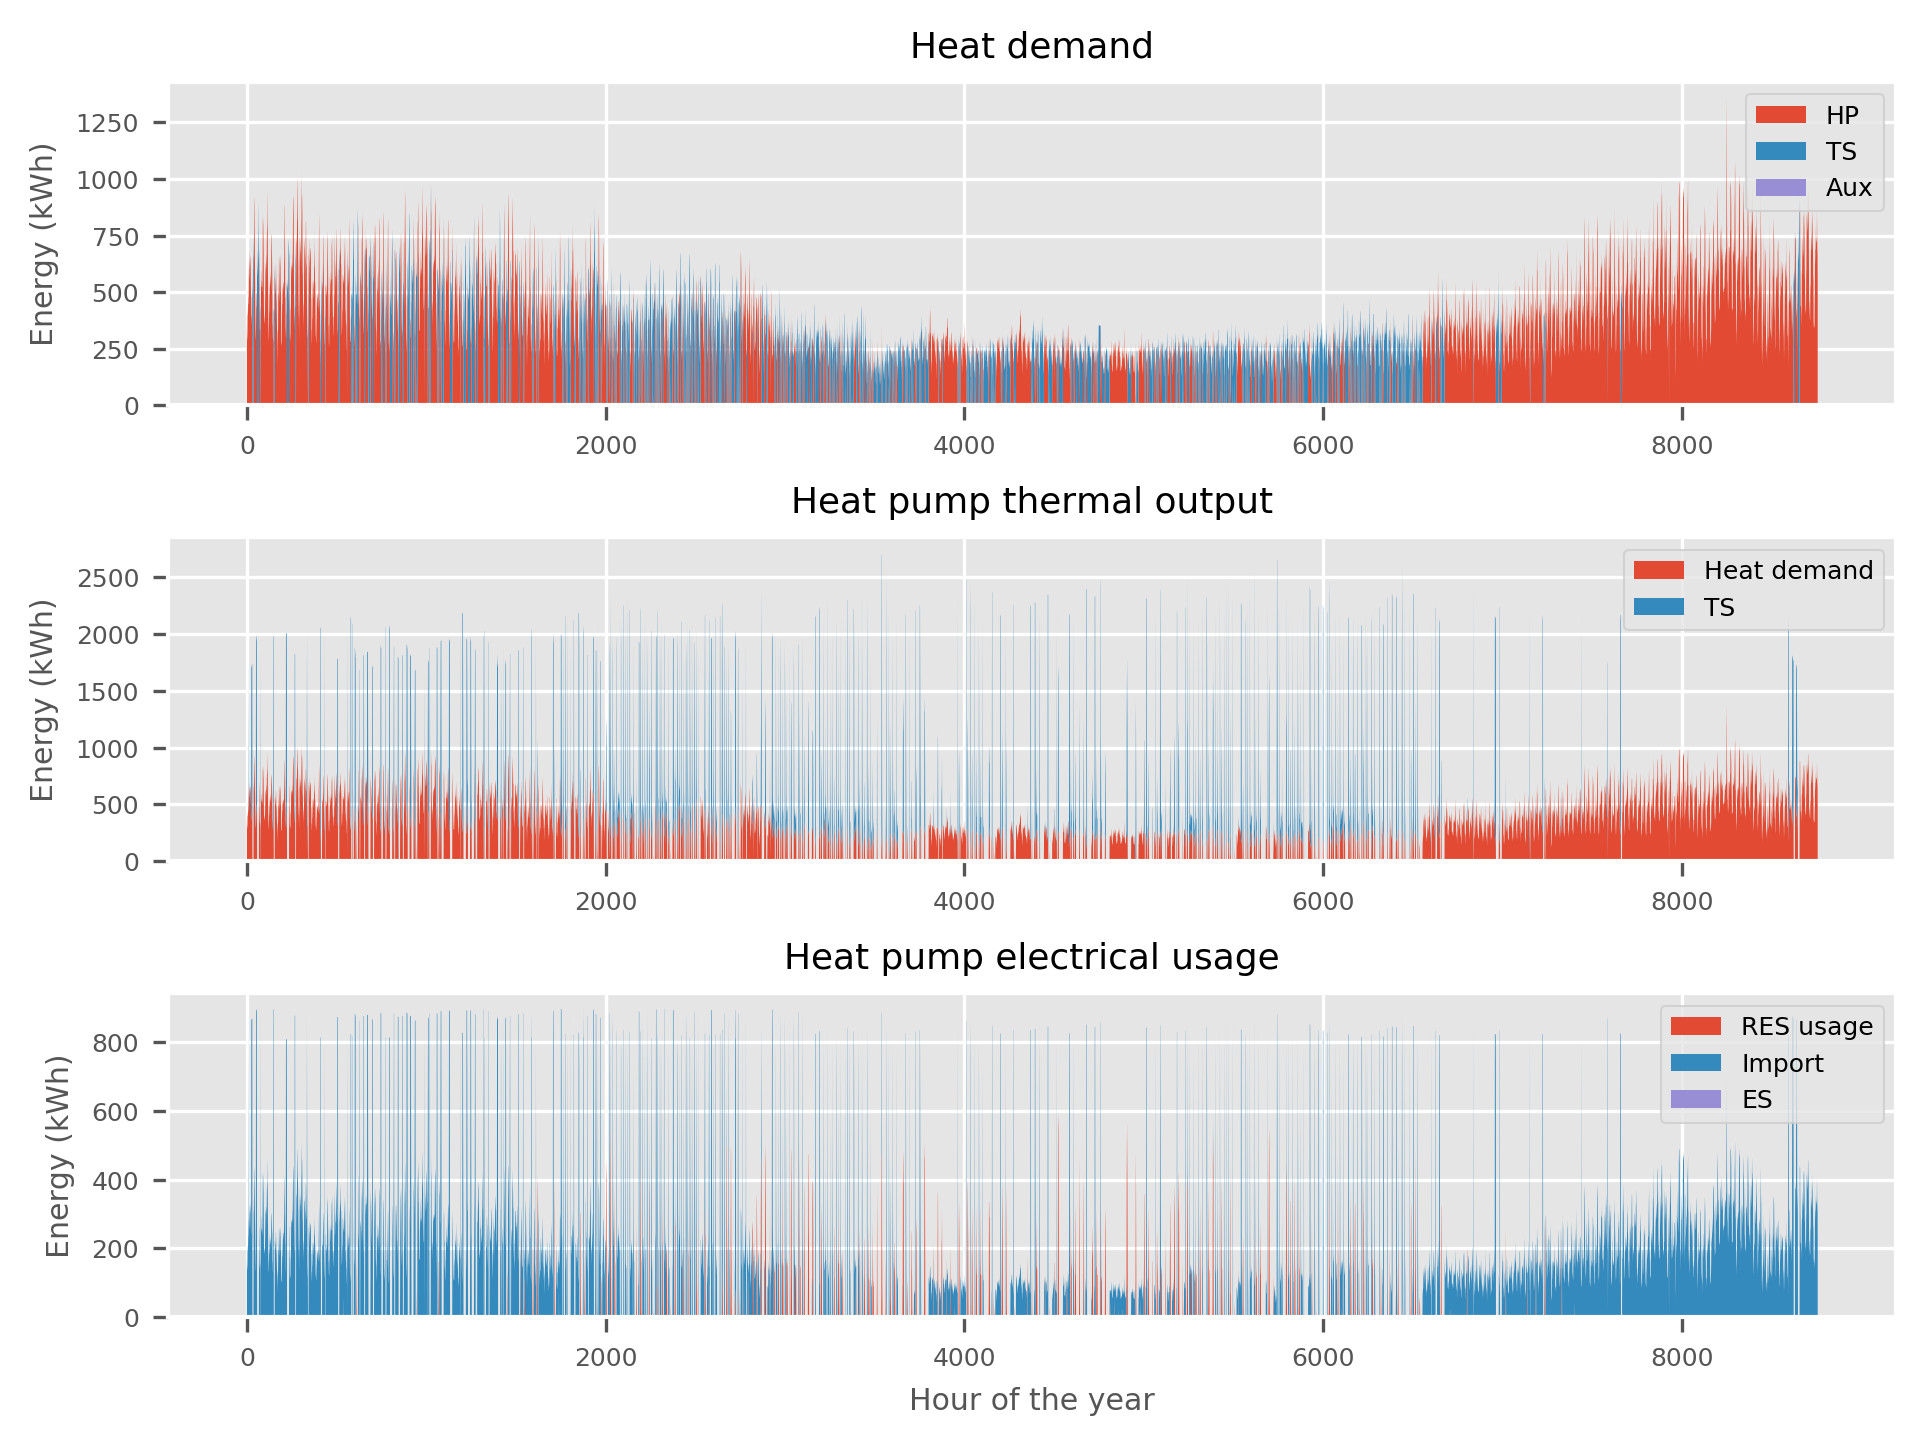 Heat demand
Energy (kWh)
1250
1000
750
500
250
0
HP
TS
Aux
0 2000 4000 6000 8000
Heat pump thermal output
Energy (kWh)
2500
2000
1500
1000
500
0
Heat demand
TS
0 2000 4000 6000 8000
Heat pump electrical usage
Energy (kWh)
800
600
400
200
0
RES usage
Import
ES
0 2000 4000 6000 8000
Hour of the year